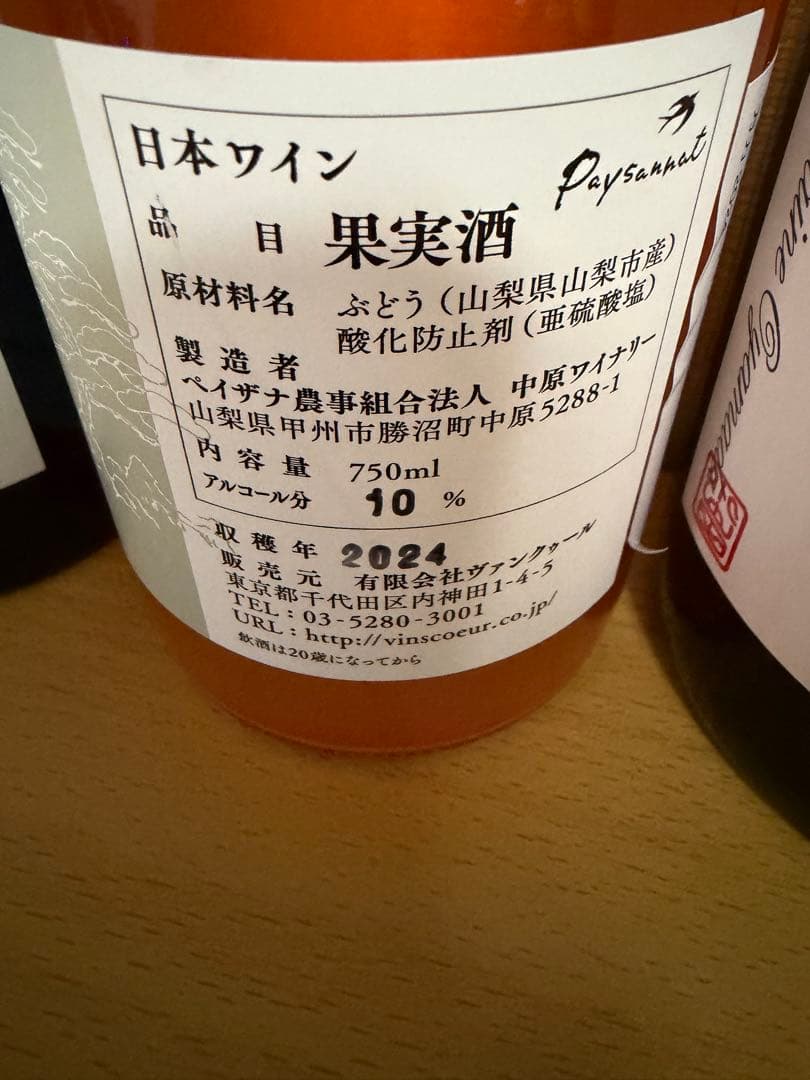 日本ワイン
Paysannat
品目 果実酒
原材料名 ぶどう（山梨県山梨市産）
酸化防止剤（亜硫酸塩）
製造者
ペイザナ農事組合法人 中原ワイナリー
山梨県甲州市勝沼町中原5288-1
内容量 750ml
アルコール分 10 %
収穫年 2024
販売元 有限会社ヴァンクゥール
東京都千代田区内神田1-4-5
TEL：03-5280-3001
URL：http://vinscoeur.co.jp/
飲酒は20歳になってから